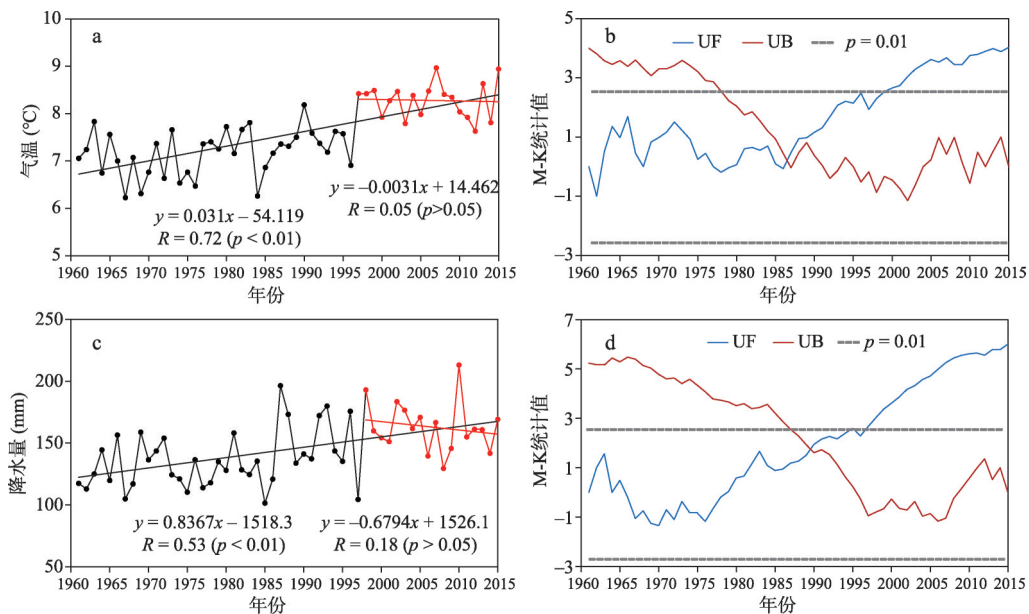 a
10
9
8
7
6
5
气温 (°C)
y = –0.0031x + 14.462
R = 0.05 (p>0.05)
y = 0.031x – 54.119
R = 0.72 (p < 0.01)
1960 1965 1970 1975 1980 1985 1990 1995 2000 2005 2010 2015
年份
b
UF UB p = 0.01
5
3
1
–1
–3
M-K统计值
1960 1965 1970 1975 1980 1985 1990 1995 2000 2005 2010 2015
年份
c
250
200
150
100
50
降水量 (mm)
y = 0.8367x – 1518.3
R = 0.53 (p < 0.01)
y = –0.6794x + 1526.1
R = 0.18 (p > 0.05)
1960 1965 1970 1975 1980 1985 1990 1995 2000 2005 2010 2015
年份
d
UF UB p = 0.01
7
5
3
1
–1
–3
M-K统计值
1960 1965 1970 1975 1980 1985 1990 1995 2000 2005 2010 2015
年份